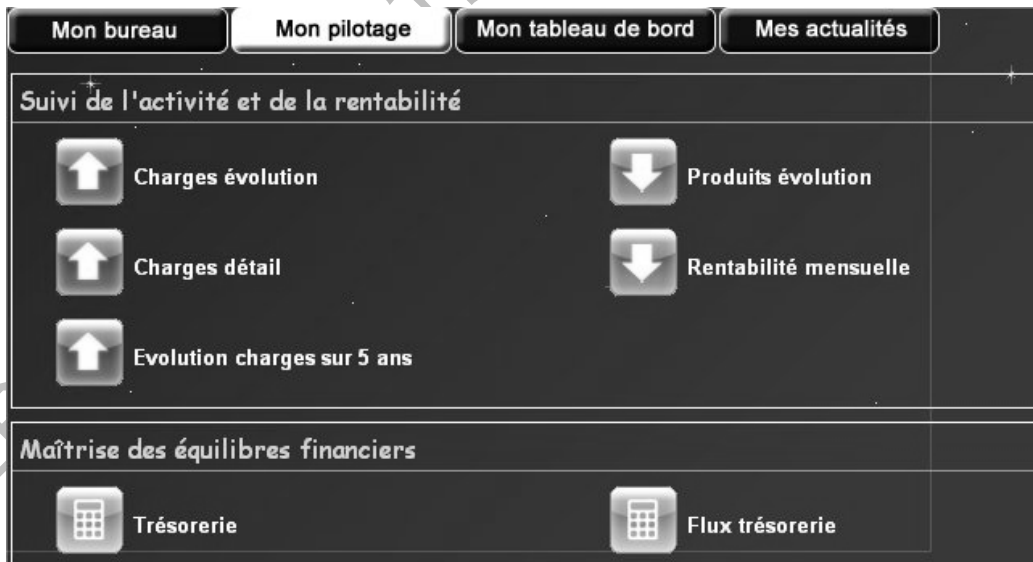 Mon bureau Mon pilotage Mon tableau de bord Mes actualités
Suivi de l'activité et de la rentabilité
Charges évolution Produits évolution
Charges détail Rentabilité mensuelle
Evolution charges sur 5 ans
Maîtrise des équilibres financiers
Trésorerie Flux trésorerie